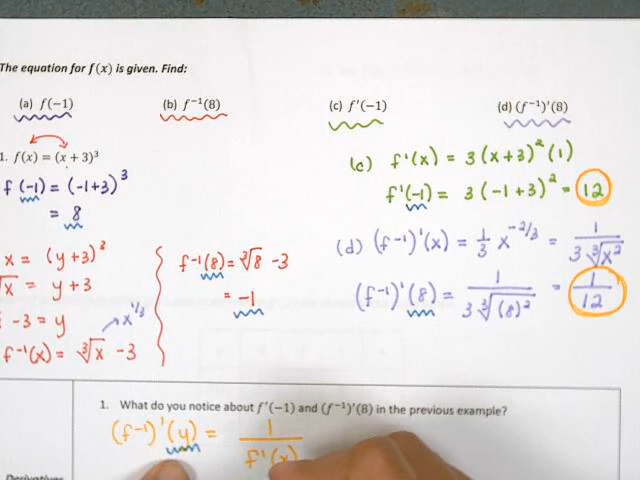 The equation for f(x) is given. Find:
(a) f(−1) (b) f⁻¹(8) (c) f'(−1) (d) (f⁻¹)'(8)
1. f(x) = (x + 3)³
f(-1) = (-1+3)³
= 8
x = (y+3)³
x = y+3
-3 = y
x^1/3
f⁻¹(x) = ∛x -3
f⁻¹(8) = ∛8 -3
= -1
(c) f'(x) = 3(x+3)²(1)
f'(-1) = 3(-1+3)² = 12
(d) (f⁻¹)'(x) = 1/3 x^-2/3 = 1/(3∛x²)
(f⁻¹)'(8) = 1/(3∛(8)²) = 1/12
1. What do you notice about f'(−1) and (f⁻¹)'(8) in the previous example?
(f⁻¹)'(y) = 1/f'(x)
Derivatives